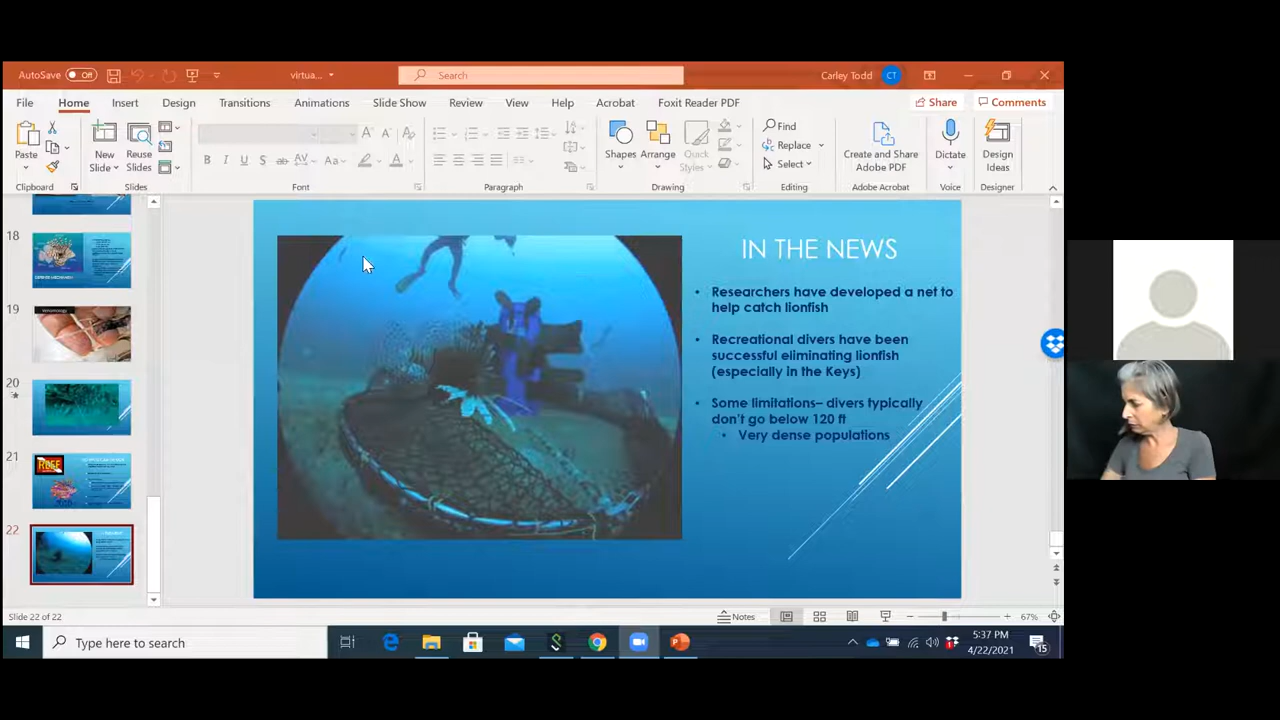 AutoSave Off
virtua...
Search
Carley Todd CT
File Home Insert Design Transitions Animations Slide Show Review View Help Acrobat Foxit Reader PDF Share Comments
Paste
New Slide
Reuse Slides
B I U S ab AV Aa A
Shapes Arrange Quick Styles
Find
Replace
Select
Create and Share Adobe PDF
Dictate
Design Ideas
Clipboard Slides Font Paragraph Drawing Editing Adobe Acrobat Voice Designer
18
19
20
21
22
IN THE NEWS
• Researchers have developed a net to
help catch lionfish
• Recreational divers have been
successful eliminating lionfish
(especially in the Keys)
• Some limitations– divers typically
don't go below 120 ft
• Very dense populations
Slide 22 of 22
Notes
67%
Type here to search
5:37 PM
4/22/2021
15